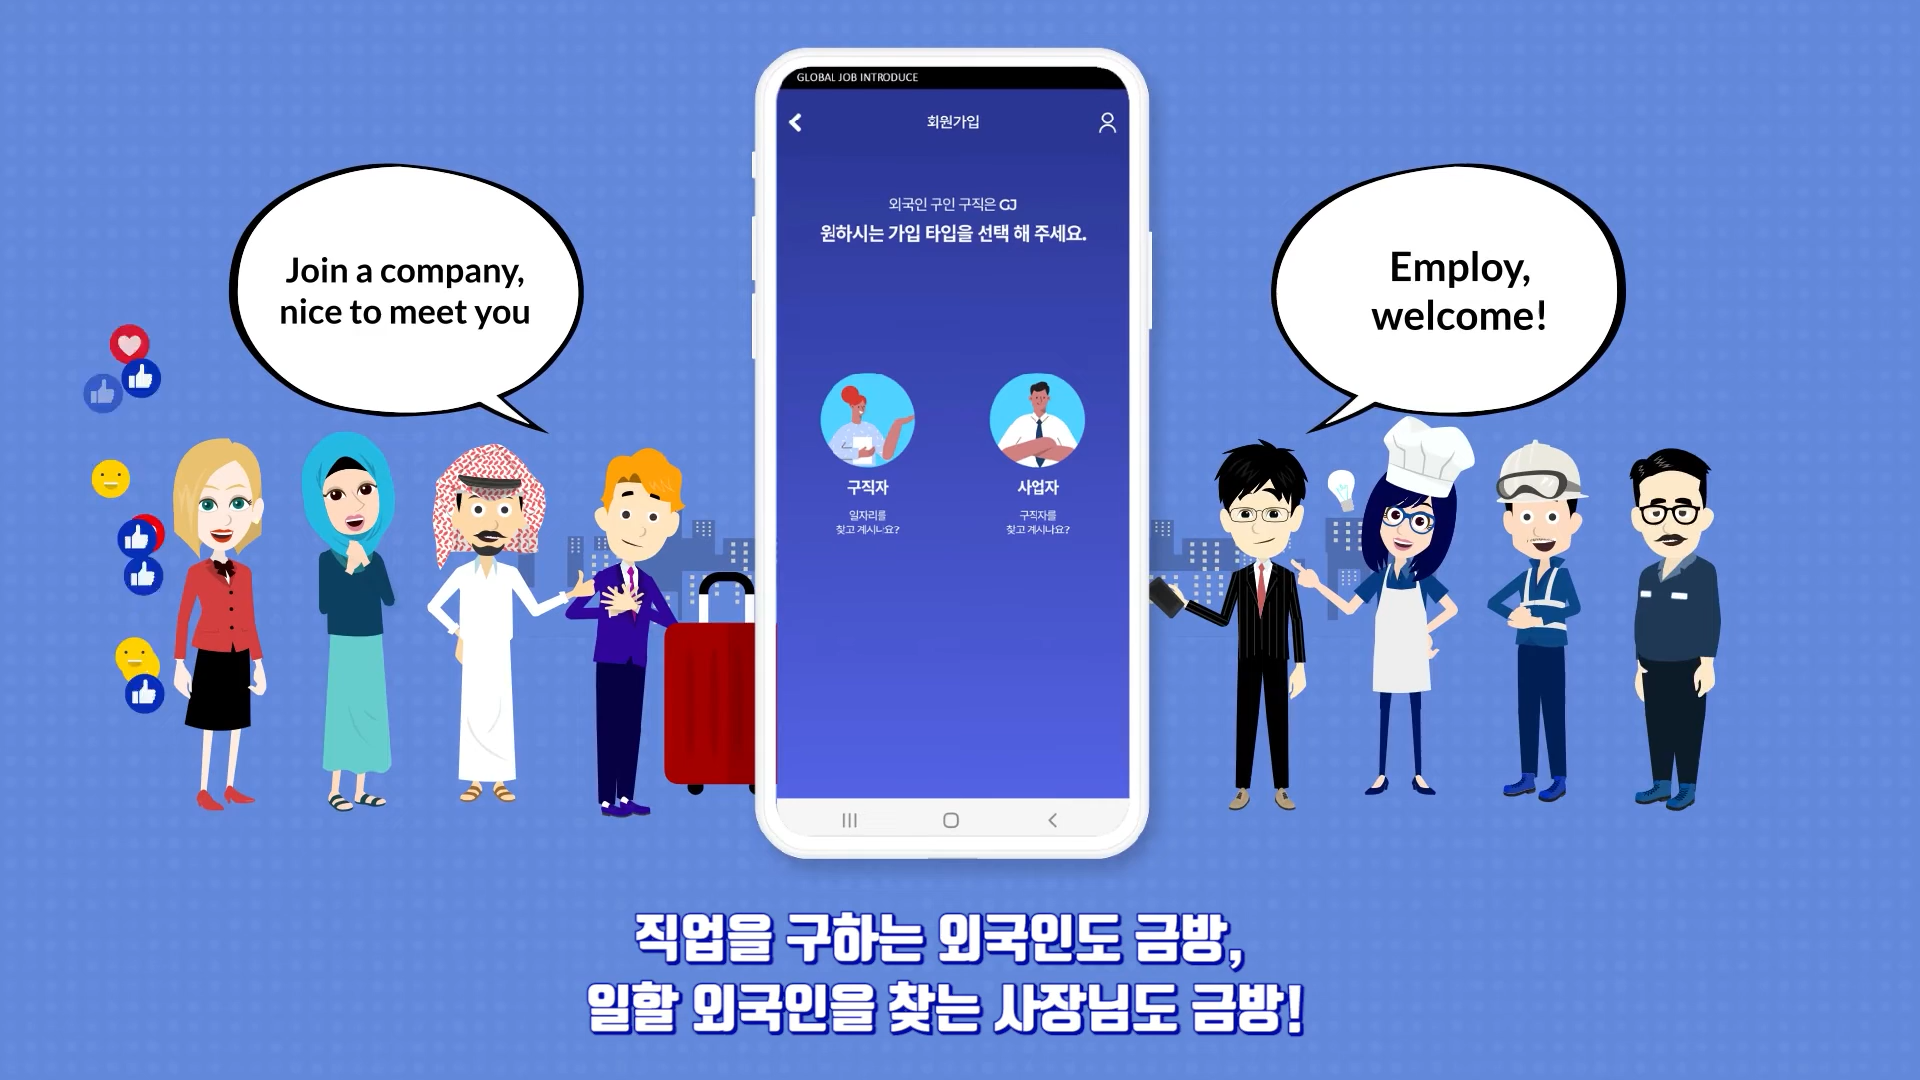 GLOBAL JOB INTRODUCE
회원가입
외국인 구인 구직은 GJ
원하시는 가입 타입을 선택 해 주세요.
Join a company,
nice to meet you
Employ,
welcome!
구직자
일자리를
찾고 계시나요?
사업자
구직자를
찾고 계시나요?
직업을 구하는 외국인도 금방,
일할 외국인을 찾는 사장님도 금방!